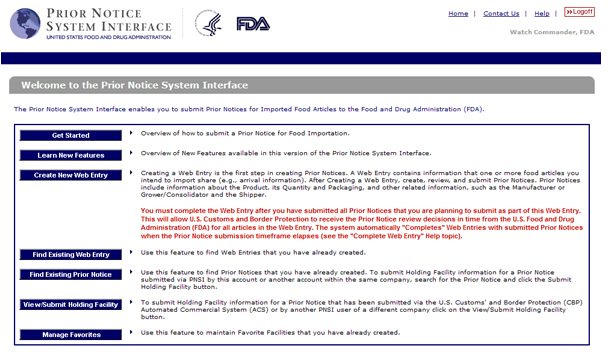 PRIOR NOTICE
SYSTEM INTERFACE
UNITED STATES FOOD AND DRUG ADMINISTRATION
FDA
Home | Contact Us | Help | Logoff
Watch Commander, FDA
Welcome to the Prior Notice System Interface
The Prior Notice System Interface enables you to submit Prior Notices for Imported Food Articles to the Food and Drug Administration (FDA).
Get Started
Overview of how to submit a Prior Notice for Food Importation.
Learn New Features
Overview of New Features available in this version of the Prior Notice System Interface.
Create New Web Entry
Creating a Web Entry is the first step in creating Prior Notices. A Web Entry contains information that one or more food articles you
intend to import share (e.g., arrival information). After Creating a Web Entry, create, review, and submit Prior Notices. Prior Notices
include information about the Product, its Quantity and Packaging, and other related information, such as the Manufacturer or
Grower/Consolidator and the Shipper.
You must complete the Web Entry after you have submitted all Prior Notices that you are planning to submit as part of this Web Entry.
This will allow U.S. Customs and Border Protection to receive the Prior Notice review decisions in time from the U.S. Food and Drug
Administration (FDA) for all articles in the Web Entry. The system automatically "Completes" Web Entries with submitted Prior Notices
when the Prior Notice submission timeframe elapses (see the "Complete Web Entry" Help topic).
Find Existing Web Entry
Use this feature to find Web Entries that you have already created.
Find Existing Prior Notice
Use this feature to find Prior Notices that you have already created. To submit Holding Facility information for a Prior Notice
submitted via PNSI by this account or another account within the same company, search for the Prior Notice and click the Submit
Holding Facility button.
View/Submit Holding Facility
To submit Holding Facility information for a Prior Notice that has been submitted via the U.S. Customs' and Border Protection (CBP)
Automated Commercial System (ACS) or by another PNSI user of a different company click on the View/Submit Holding Facility
button.
Manage Favorites
Use this feature to maintain Favorite Facilities that you have already created.